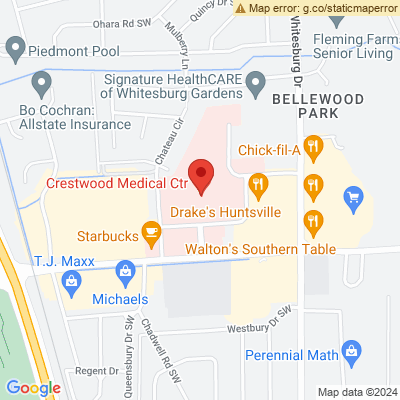 Map error: g.co/staticmaperror
Quincy Dr SW
Ohara Rd SW
Mulberry Ln
Whitesburg Dr
Fleming Farms
Senior Living
Piedmont Pool
Signature HealthCARE
of Whitesburg Gardens
BELLEWOOD
PARK
Bo Cochran:
Allstate Insurance
Chateau Cir
Chick-fil-A
Crestwood Medical Ctr
Drake's Huntsville
Starbucks
Walton's Southern Table
T.J. Maxx
Michaels
Queensbury Dr SW
Chadwell Rd SW
Westbury Dr SW
Perennial Math
Regent Dr
Google
Map data ©2024